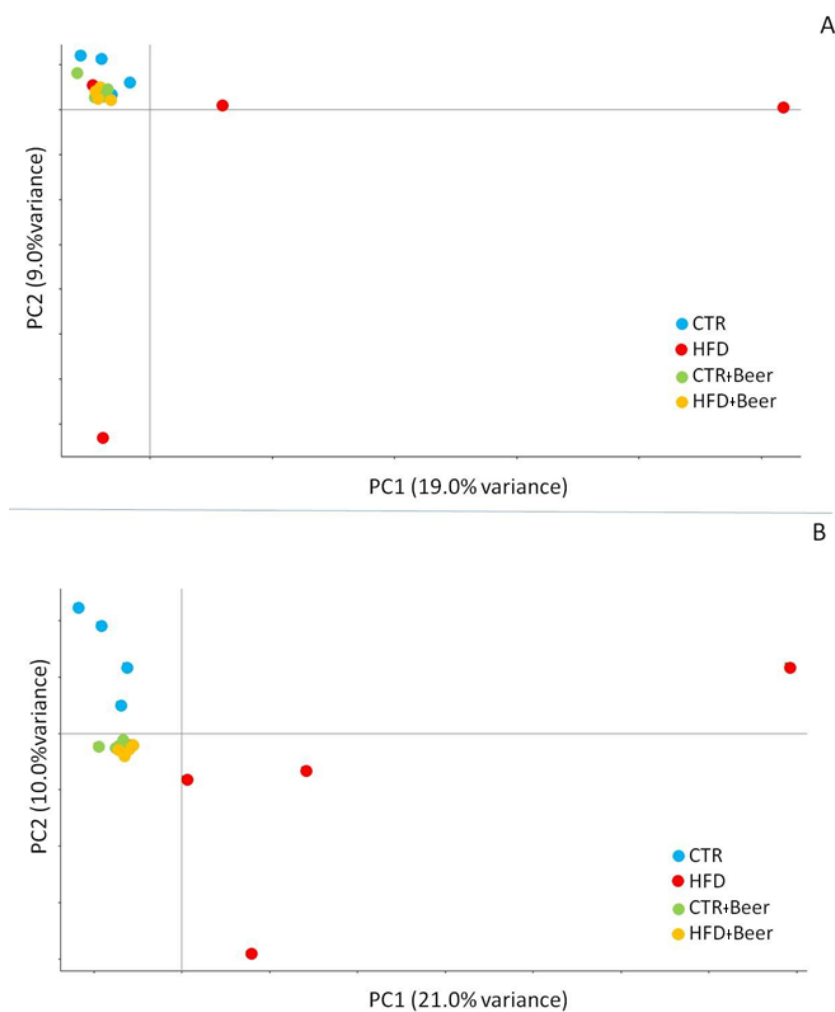 A
PC2 (9.0%variance)
CTR
HFD
CTR+Beer
HFD+Beer
PC1 (19.0% variance)
B
PC2 (10.0%variance)
CTR
HFD
CTR+Beer
HFD+Beer
PC1 (21.0% variance)